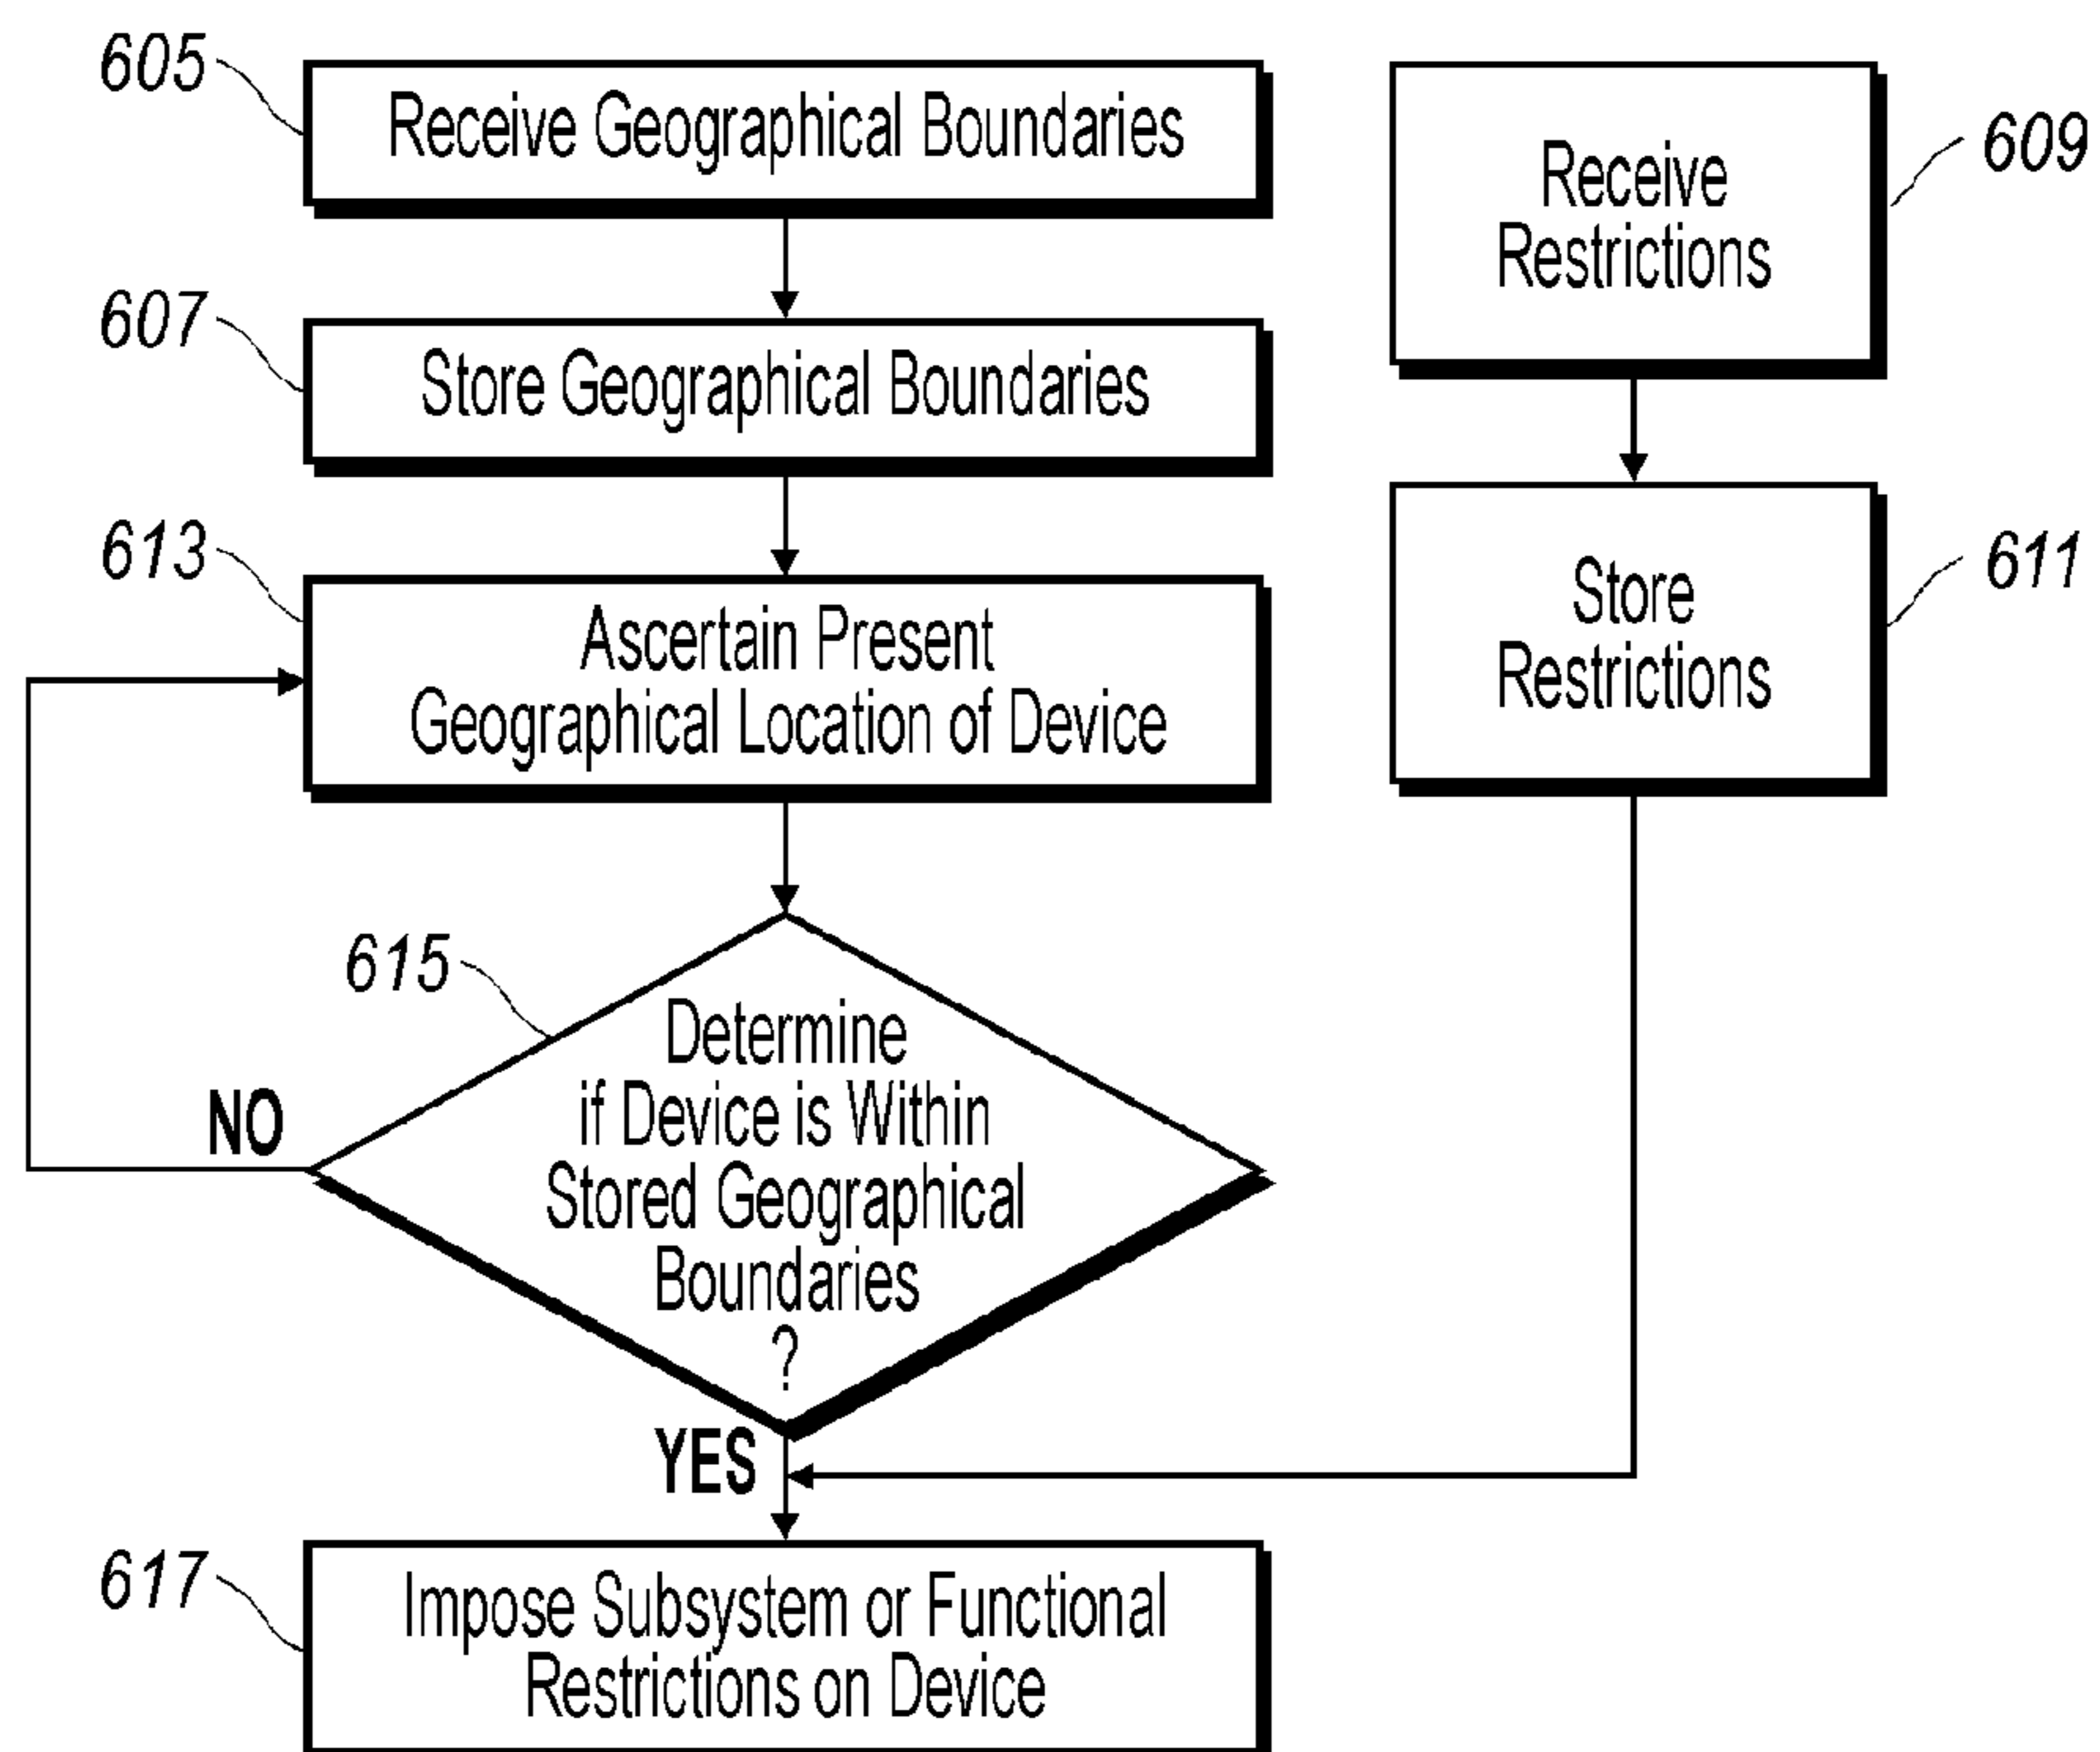 605
Receive Geographical Boundaries
607
Store Geographical Boundaries
613
Ascertain Present
Geographical Location of Device
615
Determine
if Device is Within
Stored Geographical
Boundaries
?
NO
YES
617
Impose Subsystem or Functional
Restrictions on Device
609
Receive
Restrictions
611
Store
Restrictions